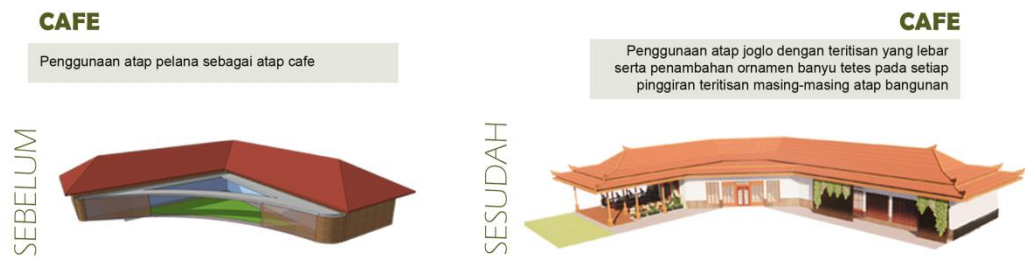 CAFE
Penggunaan atap pelana sebagai atap cafe
SEBELUM
CAFE
Penggunaan atap joglo dengan teritisan yang lebar
serta penambahan ornamen banyu tetes pada setiap
pinggiran teritisan masing-masing atap bangunan
SESUDAH